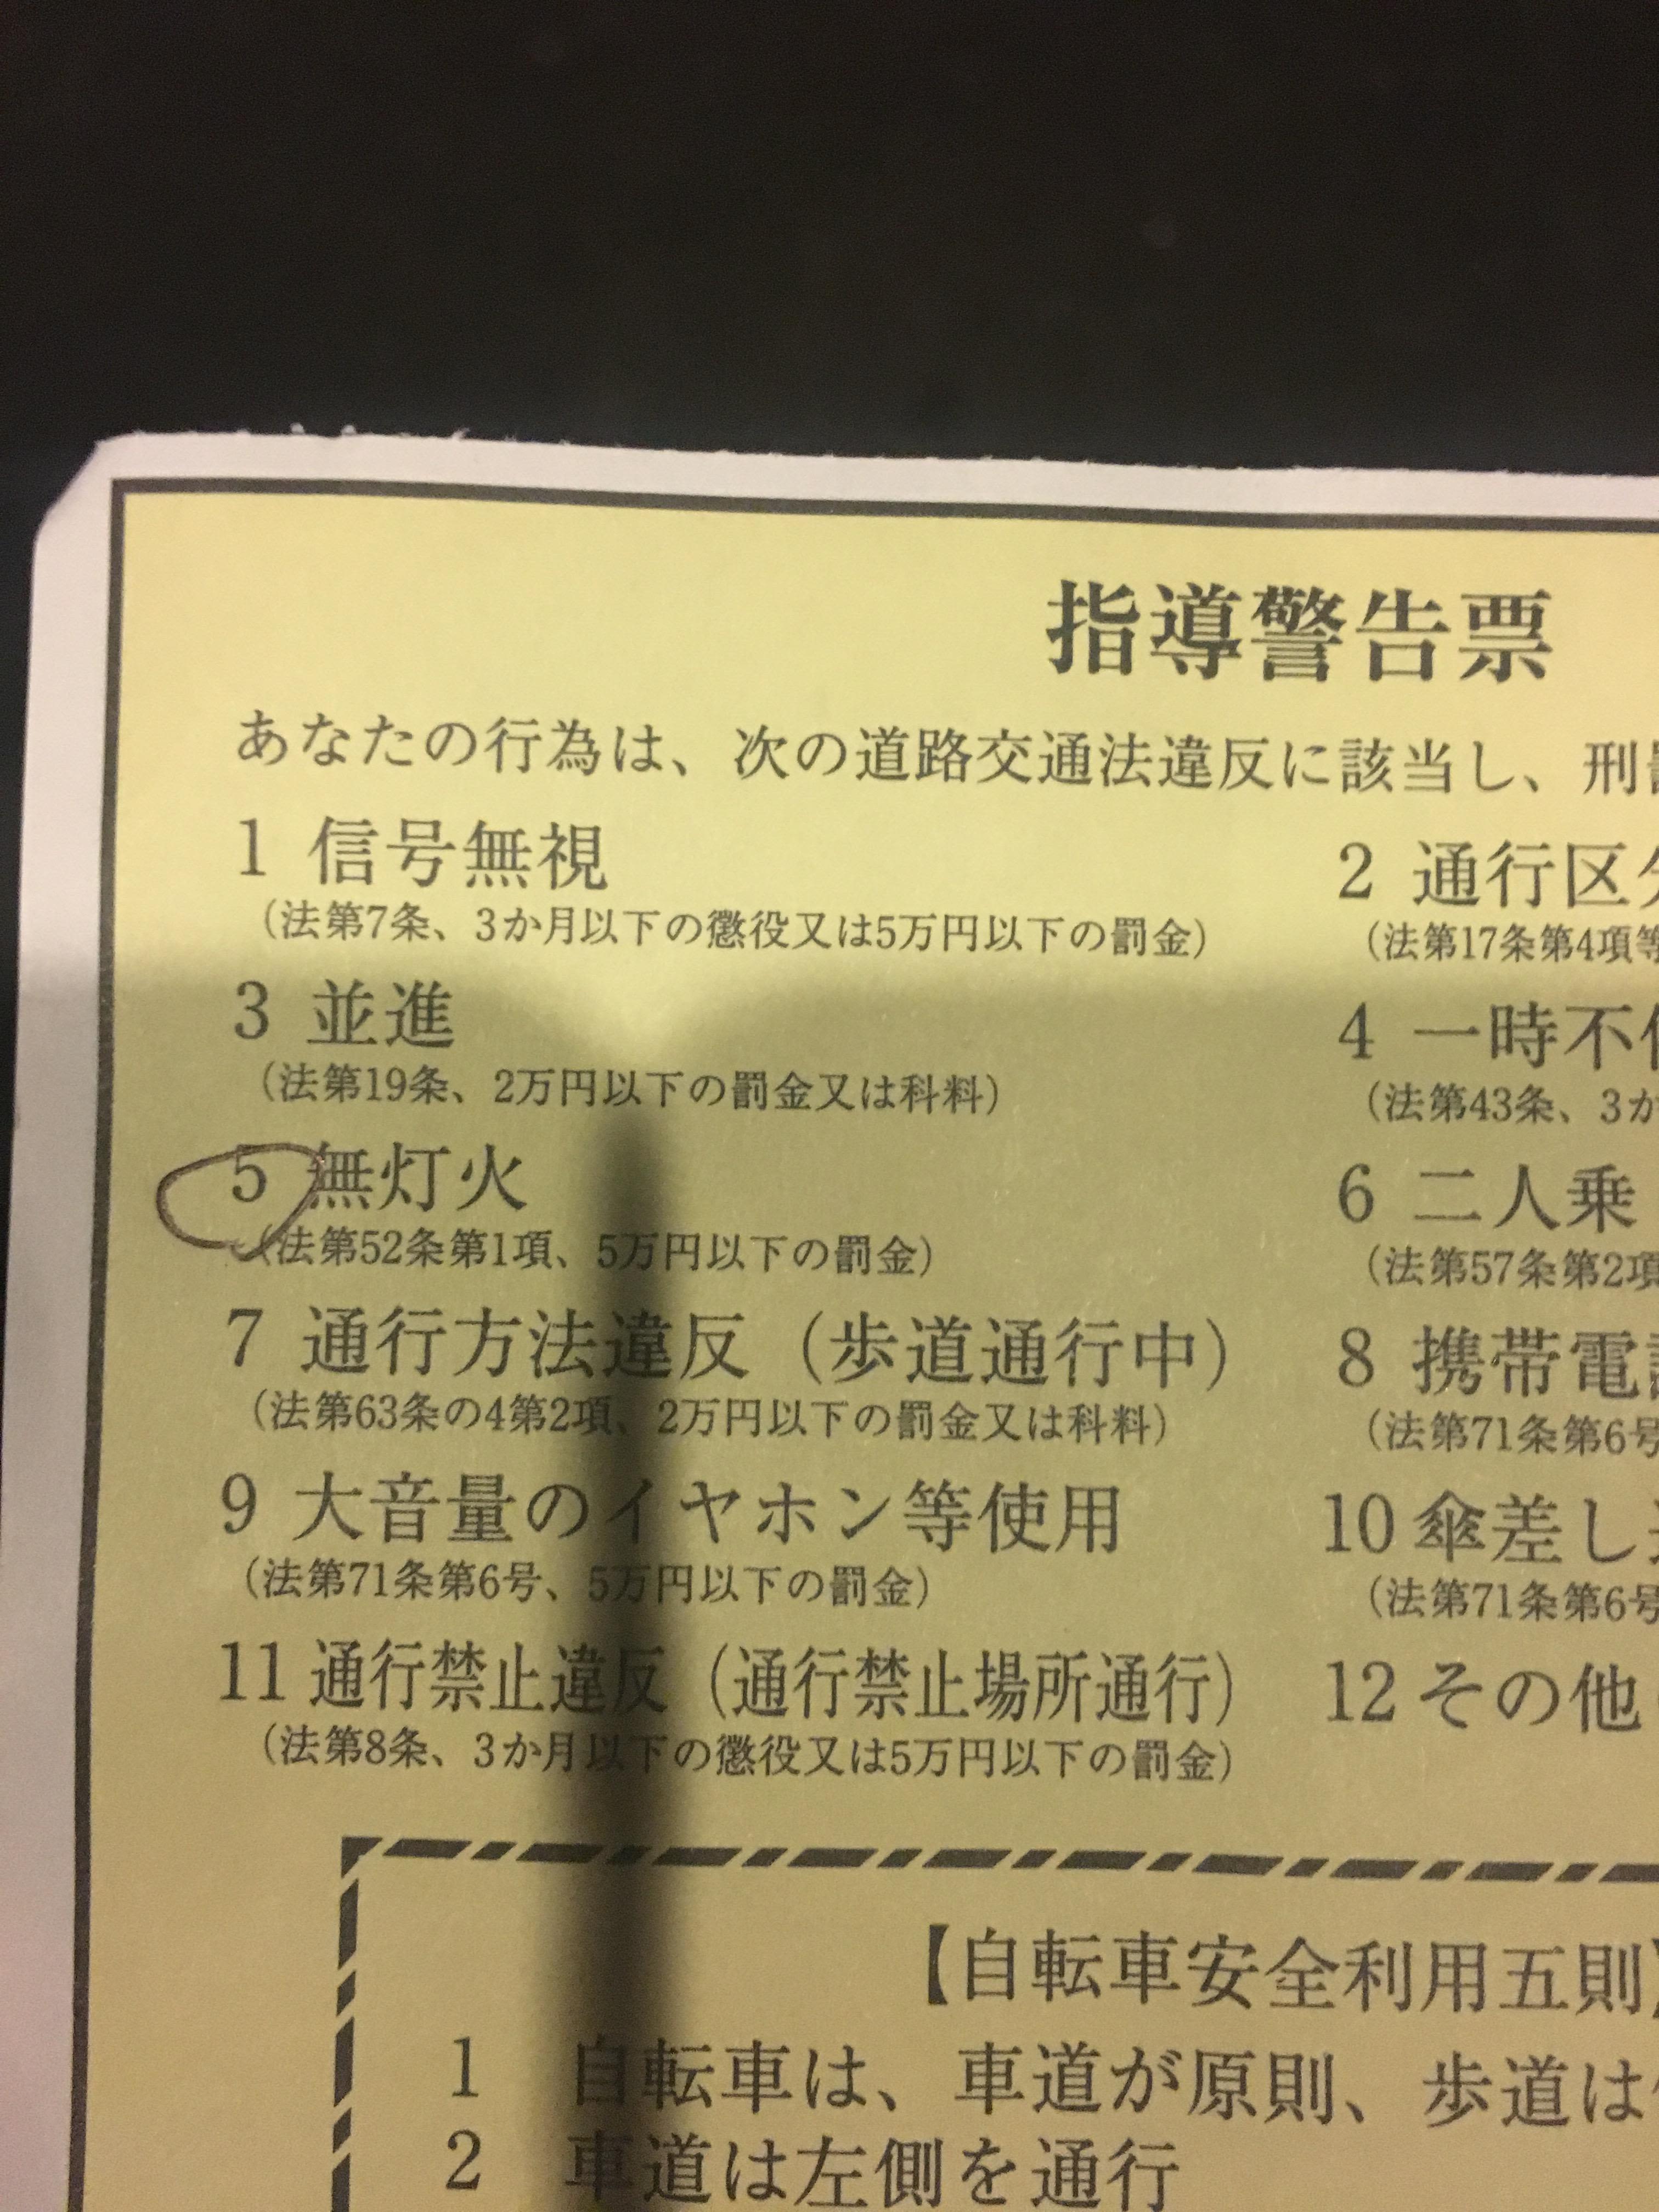 指導警告票
あなたの行為は、次の道路交通法違反に該当し、刑
1 信号無視
(法第7条、3か月以下の懲役又は5万円以下の罰金)
2 通行区
(法第17条第4項等
3 並進
(法第19条、2万円以下の罰金又は科料)
4 一時不
(法第43条、3か
5 無灯火
(法第52条第1項、5万円以下の罰金)
6 二人乗
(法第57条第2項
7 通行方法違反(歩道通行中)
(法第63条の4第2項、2万円以下の罰金又は科料)
8 携帯電
(法第71条第6号
9 大音量のイヤホン等使用
(法第71条第6号、5万円以下の罰金)
10 傘差し
(法第71条第6号
11 通行禁止違反(通行禁止場所通行)
(法第8条、3か月以下の懲役又は5万円以下の罰金)
12 その他
【自転車安全利用五則】
1 自転車は、車道が原則、歩道は
2 車道は左側を通行